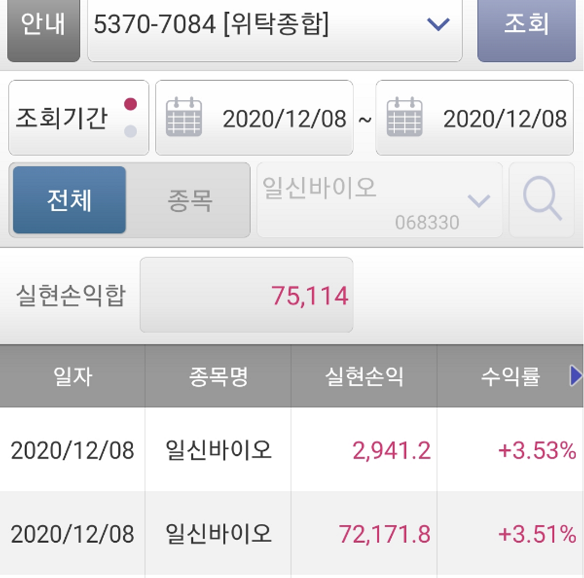 안내 5370-7084 [위탁종합] 조회
조회기간 2020/12/08 ~ 2020/12/08
전체 종목 일신바이오
068330
실현손익합 75,114
일자 종목명 실현손익 수익률
2020/12/08 일신바이오 2,941.2 +3.53%
2020/12/08 일신바이오 72,171.8 +3.51%